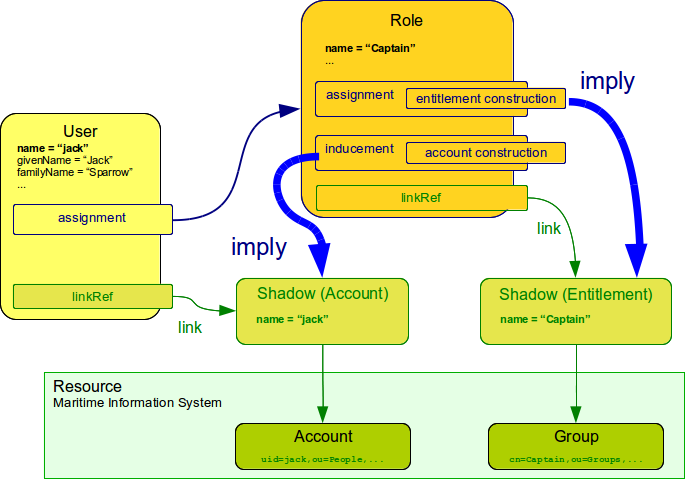 Role
name = “Captain”
...
assignment
entitlement construction
imply
inducement
account construction
linkRef
User
name = “jack”
givenName = “Jack”
familyName = “Sparrow”
...
assignment
linkRef
link
imply
link
Shadow (Account)
name = “jack”
Shadow (Entitlement)
name = “Captain”
Resource
Maritime Information System
Account
uid=jack,ou=People,...
Group
cn=Captain,ou=Groups,...